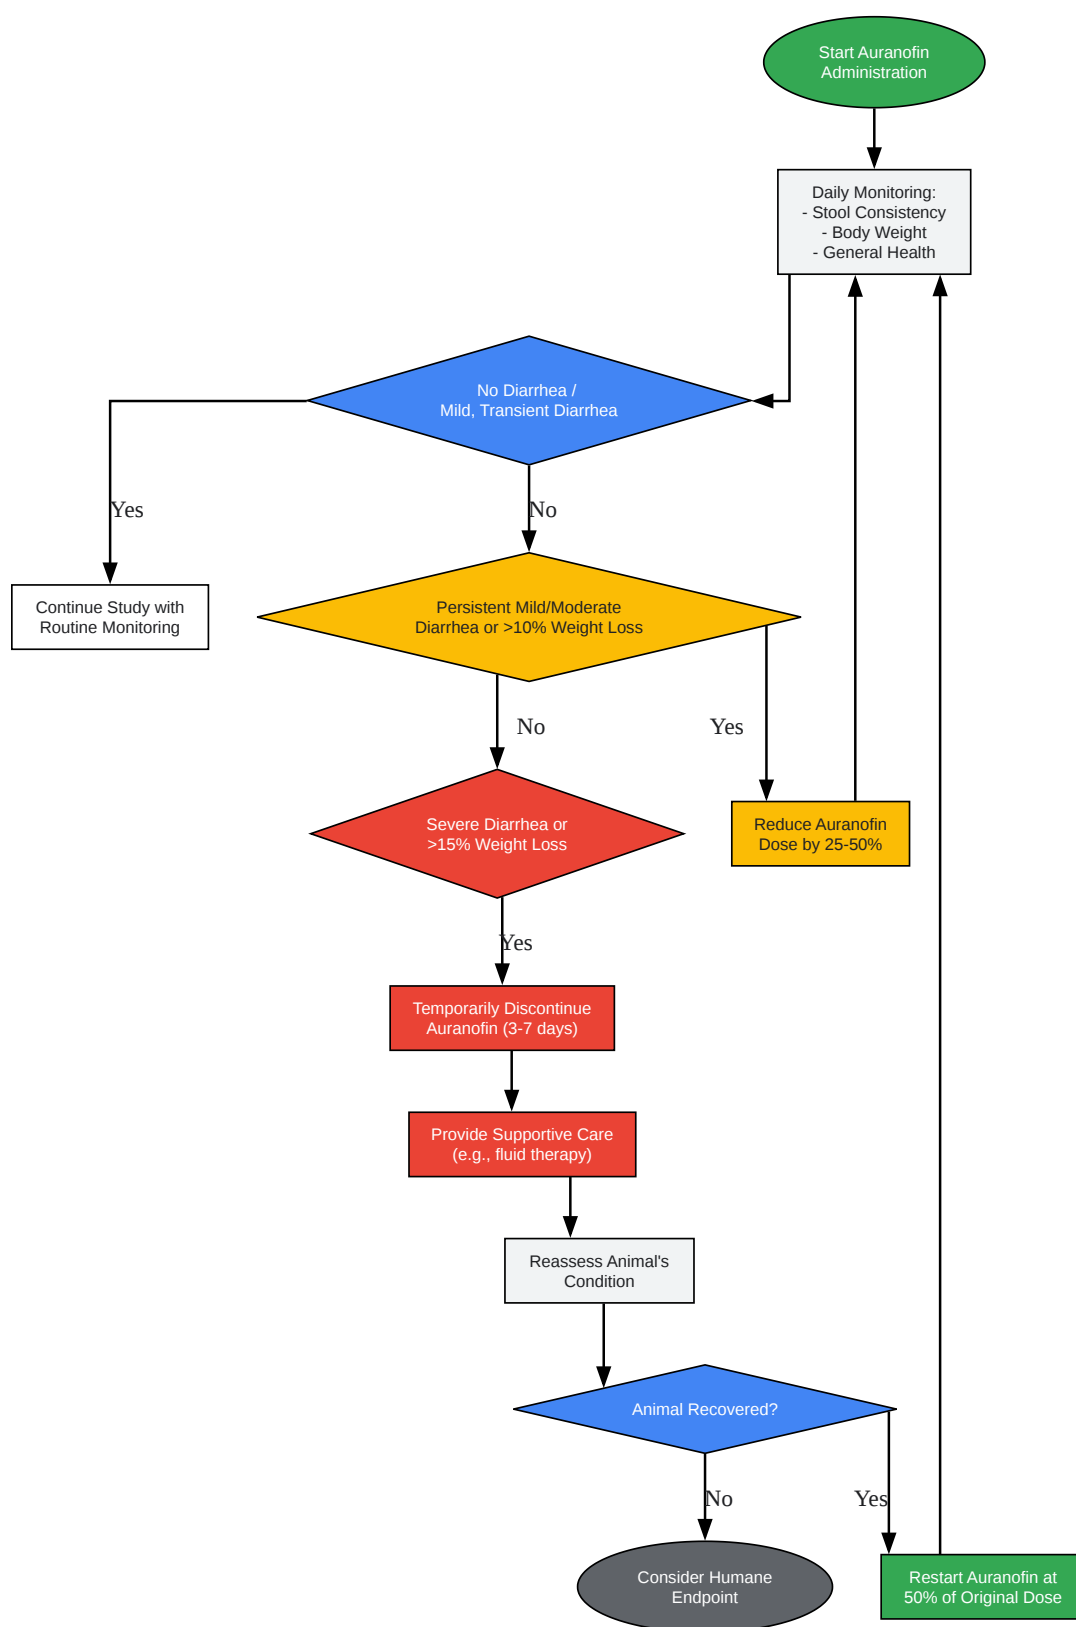 Start Auranofin
Administration
Daily Monitoring:
- Stool Consistency
- Body Weight
- General Health
No Diarrhea /
Mild, Transient Diarrhea
Yes
No
Continue Study with
Routine Monitoring
Persistent Mild/Moderate
Diarrhea or >10% Weight Loss
No
Yes
Severe Diarrhea or
>15% Weight Loss
Reduce Auranofin
Dose by 25-50%
Yes
Temporarily Discontinue
Auranofin (3-7 days)
Provide Supportive Care
(e.g., fluid therapy)
Reassess Animal's
Condition
Animal Recovered?
No
Yes
Consider Humane
Endpoint
Restart Auranofin at
50% of Original Dose